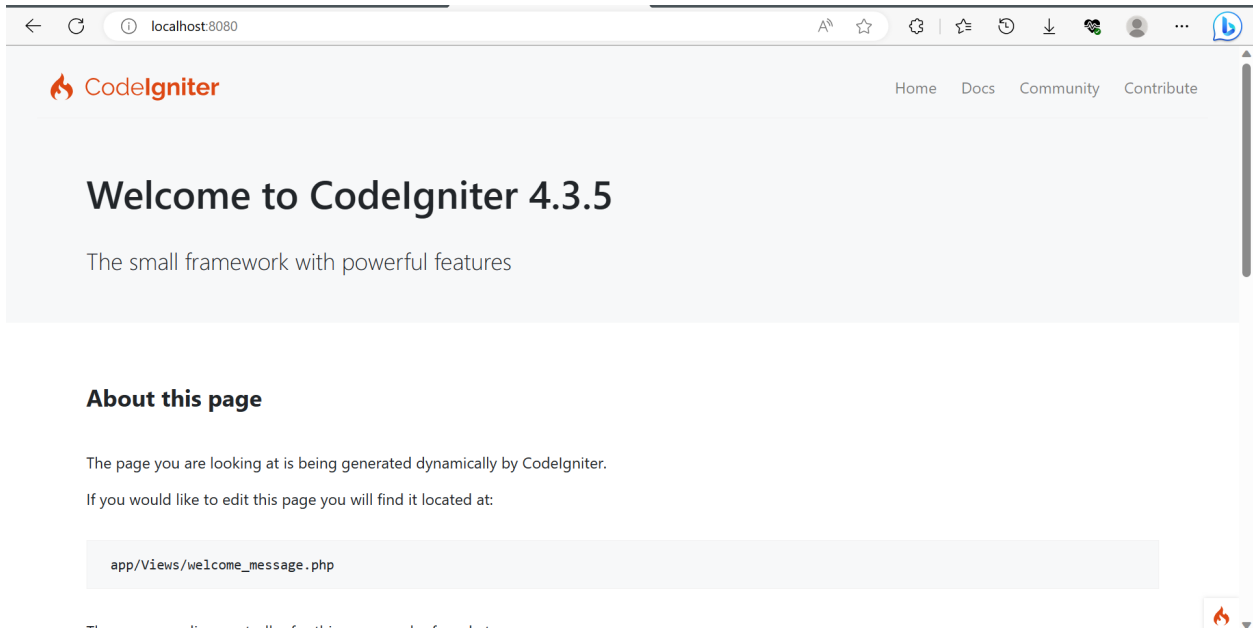 localhost:8080
CodeIgniter
Home Docs Community Contribute
Welcome to CodeIgniter 4.3.5
The small framework with powerful features
About this page
The page you are looking at is being generated dynamically by CodeIgniter.
If you would like to edit this page you will find it located at:
app/Views/welcome_message.php